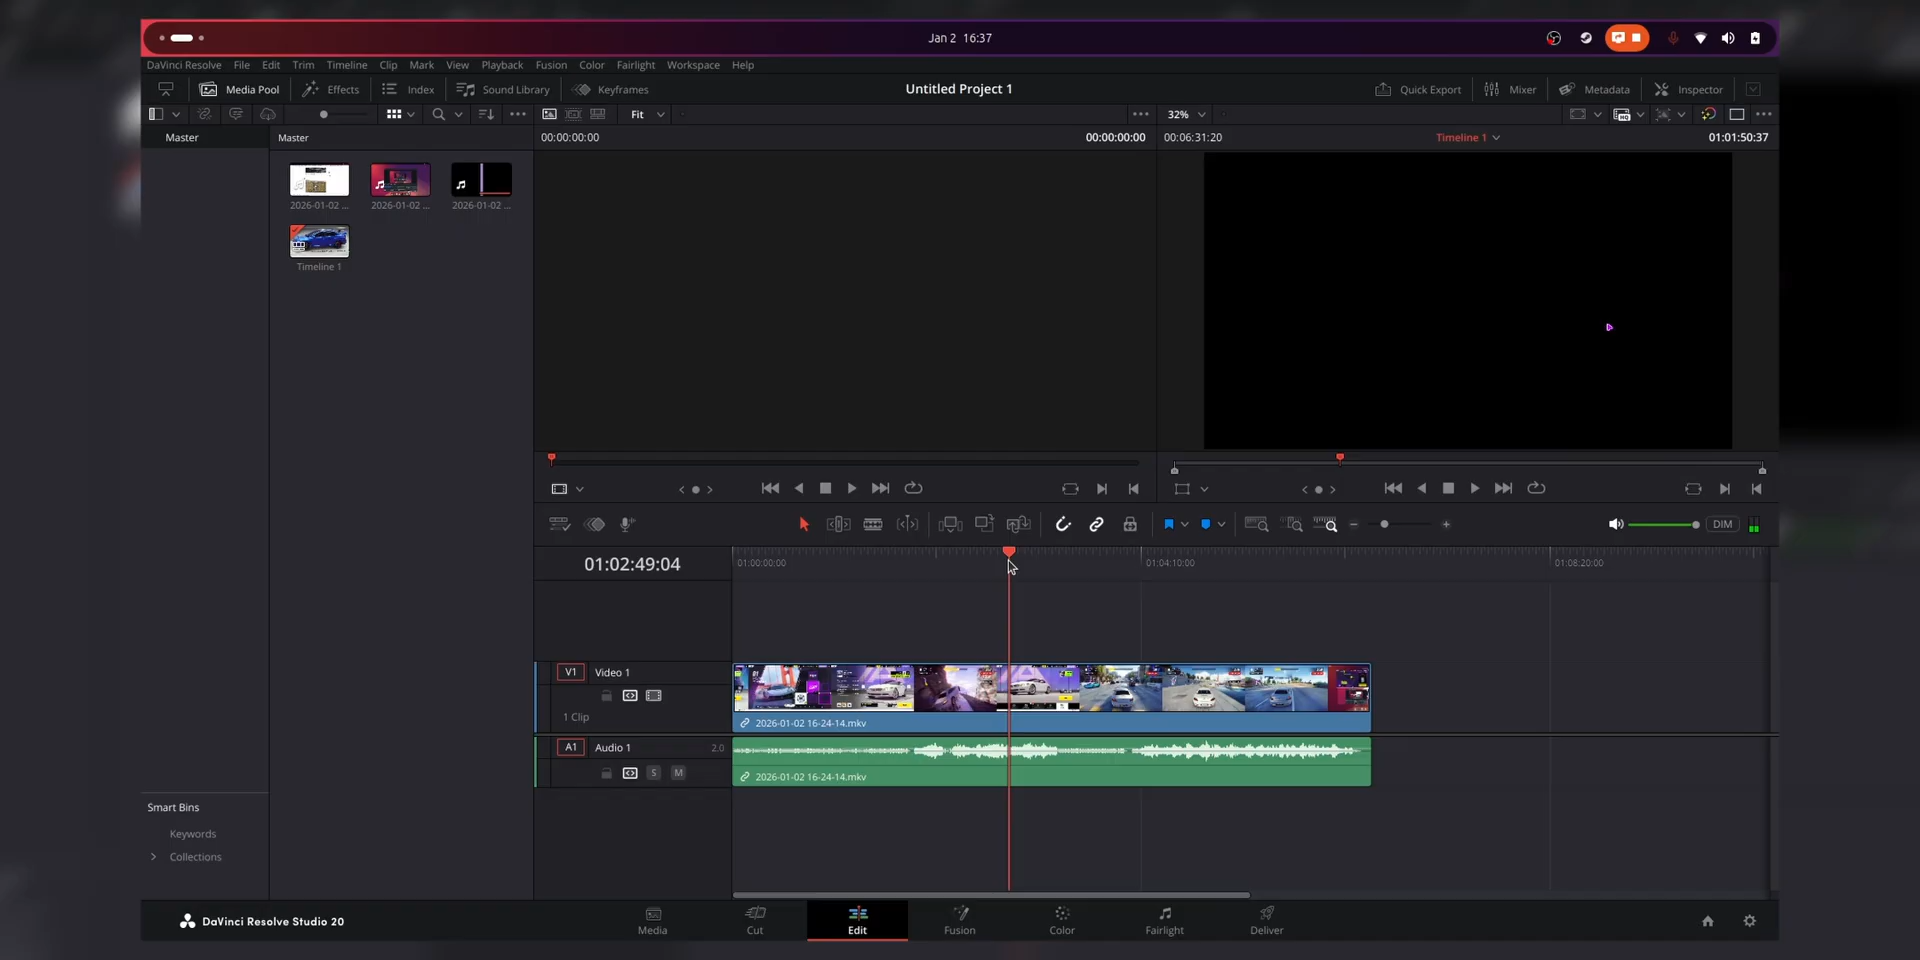 Jan 2 16:37
DaVinci Resolve File Edit Trim Timeline Clip Mark View Playback Fusion Color Fairlight Workspace Help
Media Pool Effects Index Sound Library Keyframes Untitled Project 1 Quick Export Mixer Metadata Inspector
Fit 32%
Master Master 00:00:00:00 00:00:00:00 00:06:31:20 Timeline 1 01:01:50:37
2026-01-02 ... 2026-01-02 ... 2026-01-02 ...
Timeline 1
DIM
01:02:49:04 01:00:00:00 01:04:10:00 01:08:20:00
V1 Video 1
1 Clip
2026-01-02 16-24-14.mkv
A1 Audio 1 2.0
S M
2026-01-02 16-24-14.mkv
Smart Bins
Keywords
Collections
DaVinci Resolve Studio 20
Media Cut Edit Fusion Color Fairlight Deliver